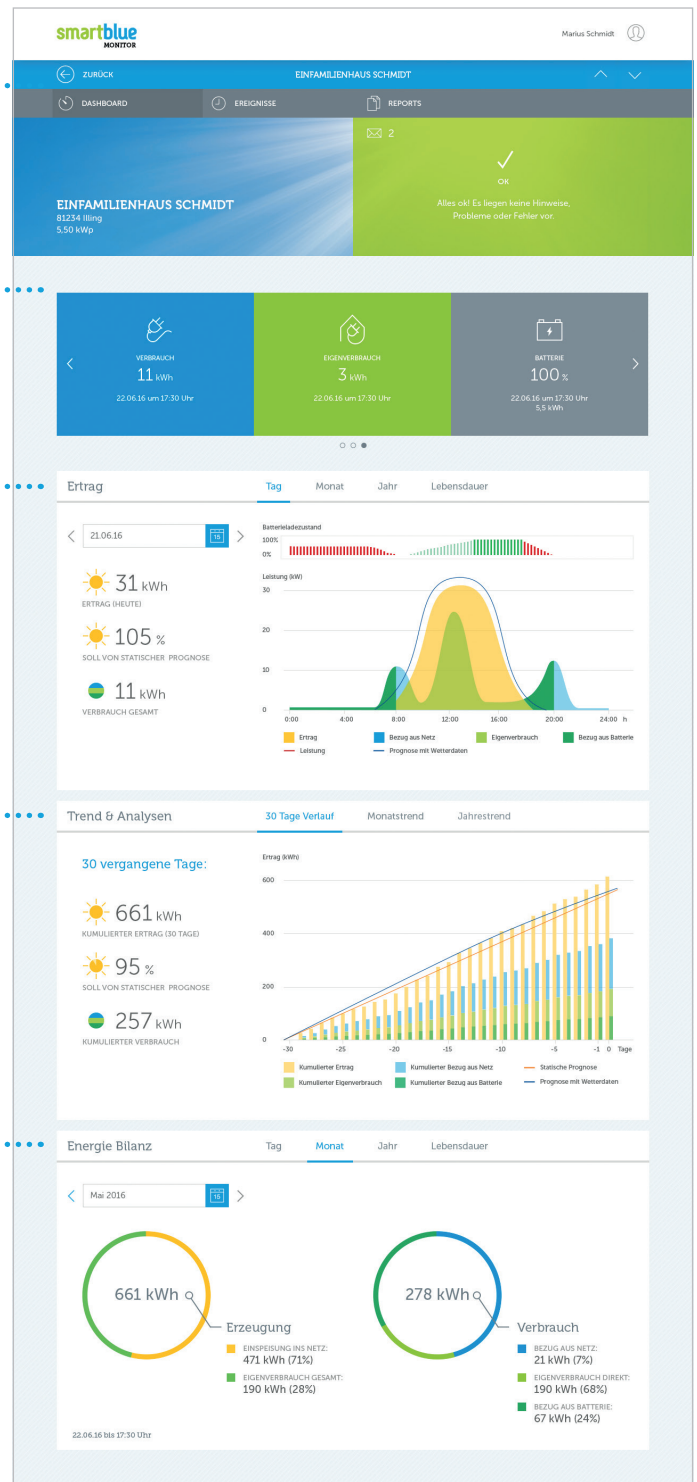 smartblue
MONITOR
Marius Schmidt
ZURÜCK
EINFAMILIENHAUS SCHMIDT
DASHBOARD
EREIGNISSE
REPORTS
2
OK
Alles ok! Es liegen keine Hinweise,
Probleme oder Fehler vor.
EINFAMILIENHAUS SCHMIDT
81234 Illing
5,50 kWp
VERBRAUCH
11 kWh
22.06.16 um 17:30 Uhr
EIGENVERBRAUCH
3 kWh
22.06.16 um 17:30 Uhr
BATTERIE
100 %
22.06.16 um 17:30 Uhr
5,5 kWh
Ertrag
Tag Monat Jahr Lebensdauer
21.06.16
15
31 kWh
ERTRAG (HEUTE)
105 %
SOLL VON STATISCHER PROGNOSE
11 kWh
VERBRAUCH GESAMT
Batterieladezustand
100%
0%
Leistung (kW)
30
20
10
0
0:00 4:00 8:00 12:00 16:00 20:00 24:00 h
Ertrag Bezug aus Netz Eigenverbrauch Bezug aus Batterie
Leistung Prognose mit Wetterdaten
Trend & Analysen
30 Tage Verlauf Monatstrend Jahrestrend
30 vergangene Tage:
661 kWh
KUMULIERTER ERTRAG (30 TAGE)
95 %
SOLL VON STATISCHER PROGNOSE
257 kWh
KUMULIERTER VERBRAUCH
Ertrag (kWh)
600
400
200
0
-30 -25 -20 -15 -10 -5 -1 0 Tage
Kumulierter Ertrag Kumulierter Bezug aus Netz Statische Prognose
Kumulierter Eigenverbrauch Kumulierter Bezug aus Batterie Prognose mit Wetterdaten
Energie Bilanz
Tag Monat Jahr Lebensdauer
Mai 2016
15
661 kWh
Erzeugung
EINSPEISUNG INS NETZ:
471 kWh (71%)
EIGENVERBRAUCH GESAMT:
190 kWh (28%)
278 kWh
Verbrauch
BEZUG AUS NETZ:
21 kWh (7%)
EIGENVERBRAUCH DIREKT:
190 kWh (68%)
BEZUG AUS BATTERIE:
67 kWh (24%)
22.06.16 bis 17:30 Uhr